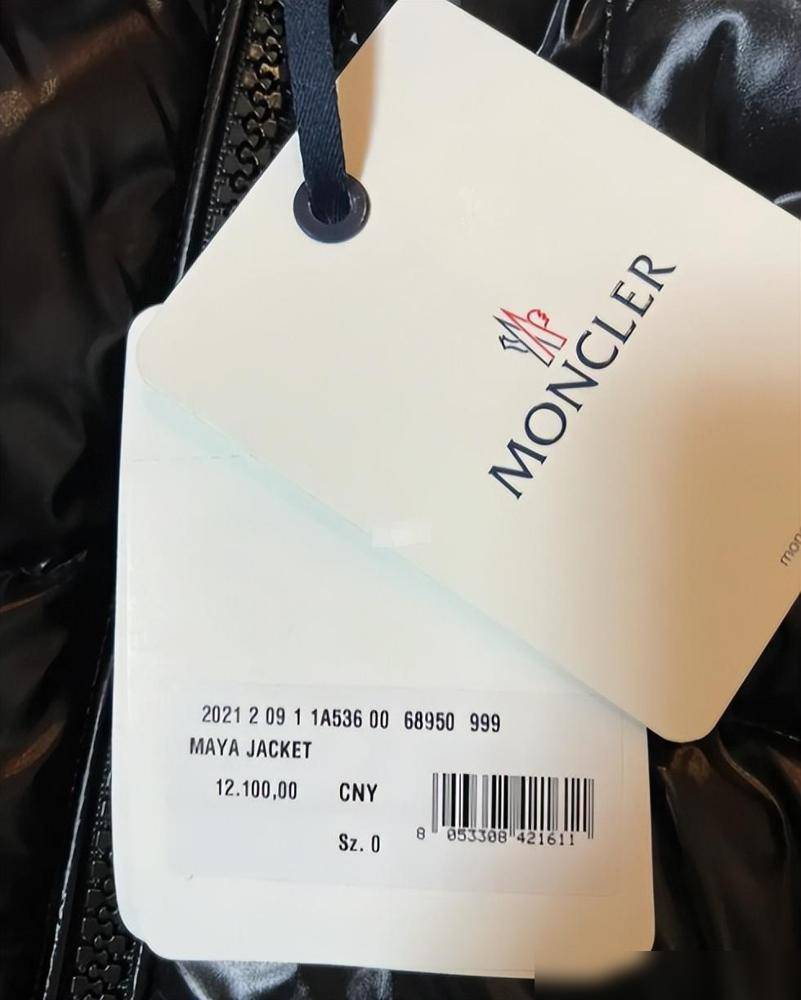 MONCLER
2021 2 09 1 1A536 00 68950 999
MAYA JACKET
12.100,00 CNY
Sz. 0
8 053308 421611